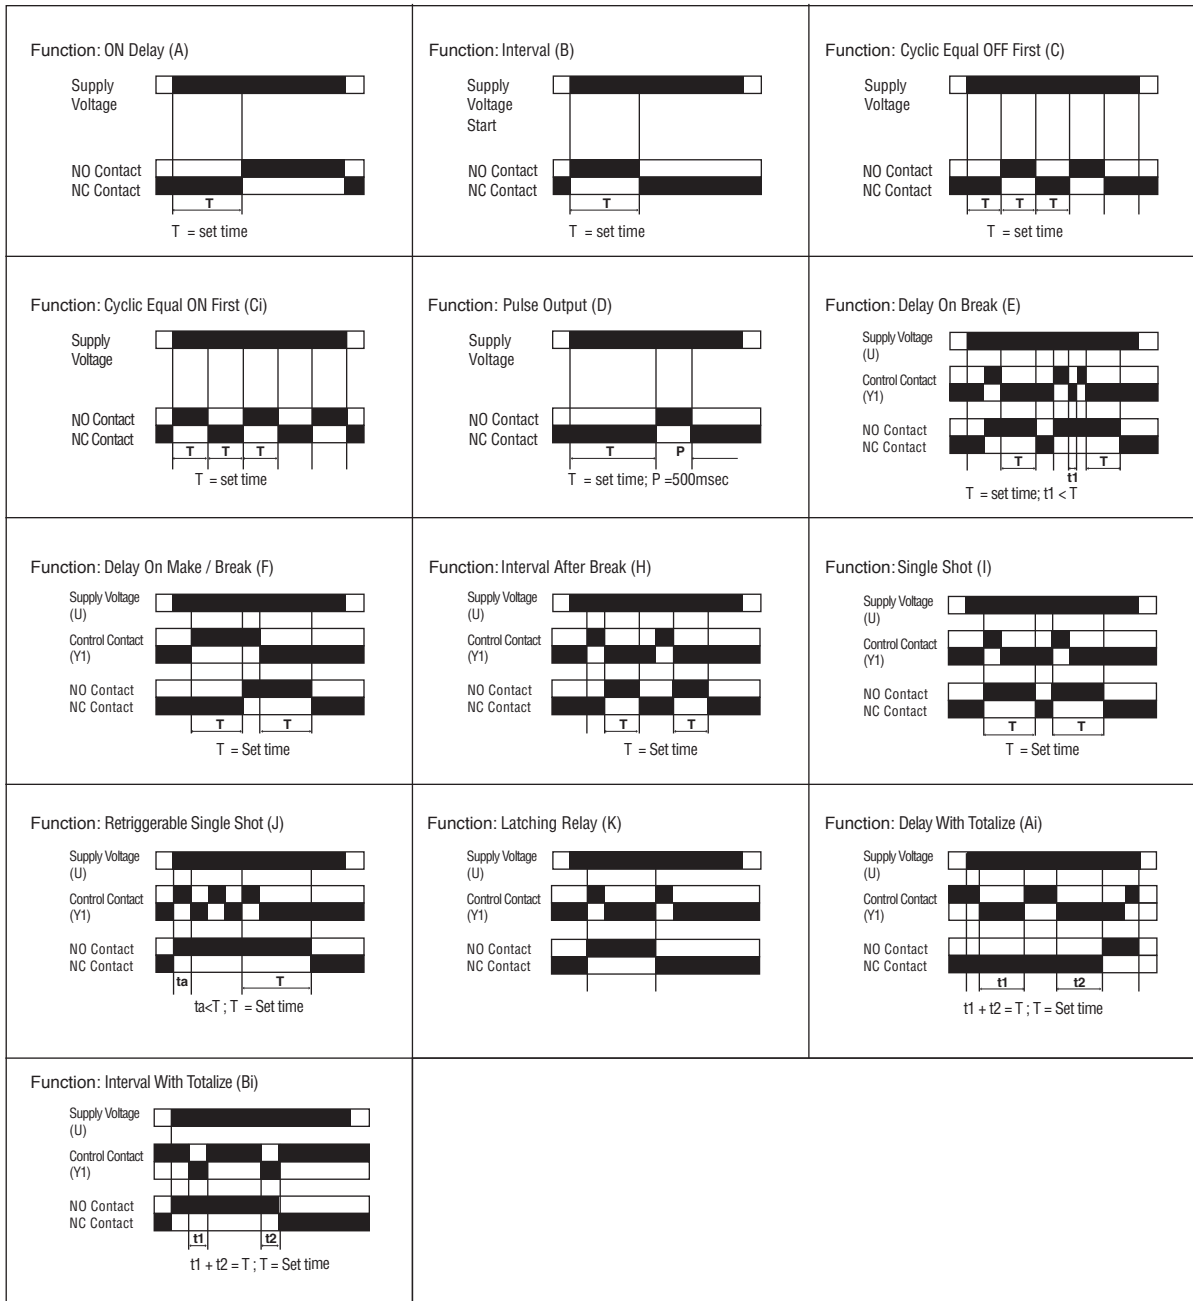 Function: ON Delay (A)
Supply
Voltage
NO Contact
NC Contact
T
T = set time
Function: Interval (B)
Supply
Voltage
Start
NO Contact
NC Contact
T
T = set time
Function: Cyclic Equal OFF First (C)
Supply
Voltage
NO Contact
NC Contact
T T T
T = set time
Function: Cyclic Equal ON First (Ci)
Supply
Voltage
NO Contact
NC Contact
T T T
T = set time
Function: Pulse Output (D)
Supply
Voltage
NO Contact
NC Contact
T P
T = set time; P =500msec
Function: Delay On Break (E)
Supply Voltage
(U)
Control Contact
(Y1)
NO Contact
NC Contact
T t1 T
T = set time; t1 < T
Function: Delay On Make / Break (F)
Supply Voltage
(U)
Control Contact
(Y1)
NO Contact
NC Contact
T T
T = Set time
Function: Interval After Break (H)
Supply Voltage
(U)
Control Contact
(Y1)
NO Contact
NC Contact
T T
T = Set time
Function: Single Shot (I)
Supply Voltage
(U)
Control Contact
(Y1)
NO Contact
NC Contact
T T
T = Set time
Function: Retriggerable Single Shot (J)
Supply Voltage
(U)
Control Contact
(Y1)
NO Contact
NC Contact
ta T
ta<T ; T = Set time
Function: Latching Relay (K)
Supply Voltage
(U)
Control Contact
(Y1)
NO Contact
NC Contact
Function: Delay With Totalize (Ai)
Supply Voltage
(U)
Control Contact
(Y1)
NO Contact
NC Contact
t1 t2
t1 + t2 = T ; T = Set time
Function: Interval With Totalize (Bi)
Supply Voltage
(U)
Control Contact
(Y1)
NO Contact
NC Contact
t1 t2
t1 + t2 = T ; T = Set time